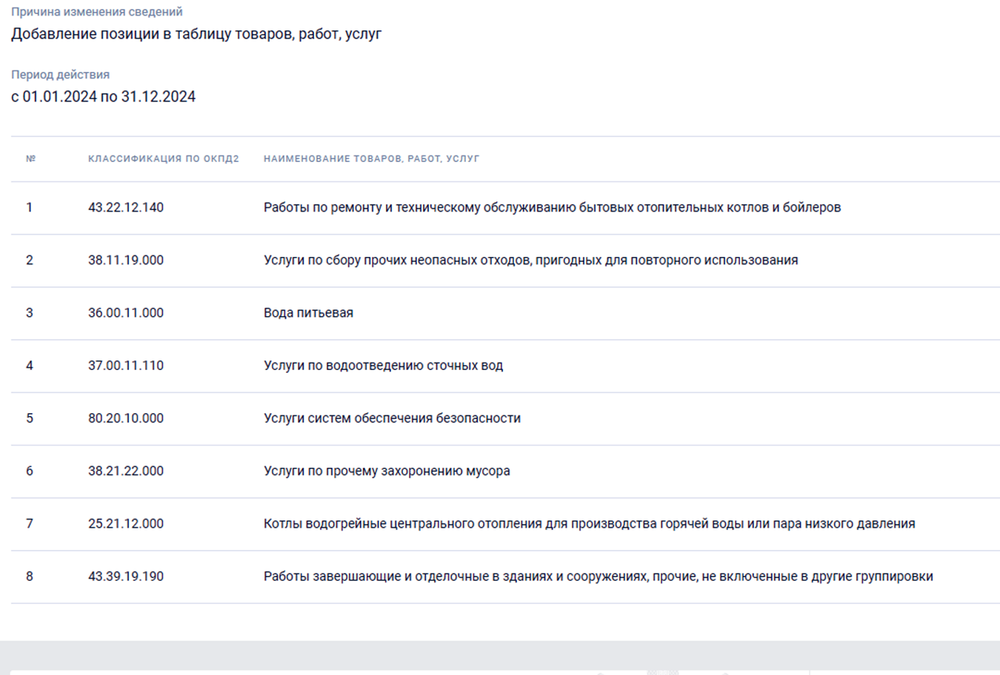 Причина изменения сведений
Добавление позиции в таблицу товаров, работ, услуг
Период действия
с 01.01.2024 по 31.12.2024
№ КЛАССИФИКАЦИЯ ПО ОКПД2 НАИМЕНОВАНИЕ ТОВАРОВ, РАБОТ, УСЛУГ
1 43.22.12.140 Работы по ремонту и техническому обслуживанию бытовых отопительных котлов и бойлеров
2 38.11.19.000 Услуги по сбору прочих неопасных отходов, пригодных для повторного использования
3 36.00.11.000 Вода питьевая
4 37.00.11.110 Услуги по водоотведению сточных вод
5 80.20.10.000 Услуги систем обеспечения безопасности
6 38.21.22.000 Услуги по прочему захоронению мусора
7 25.21.12.000 Котлы водогрейные центрального отопления для производства горячей воды или пара низкого давления
8 43.39.19.190 Работы завершающие и отделочные в зданиях и сооружениях, прочие, не включенные в другие группировки